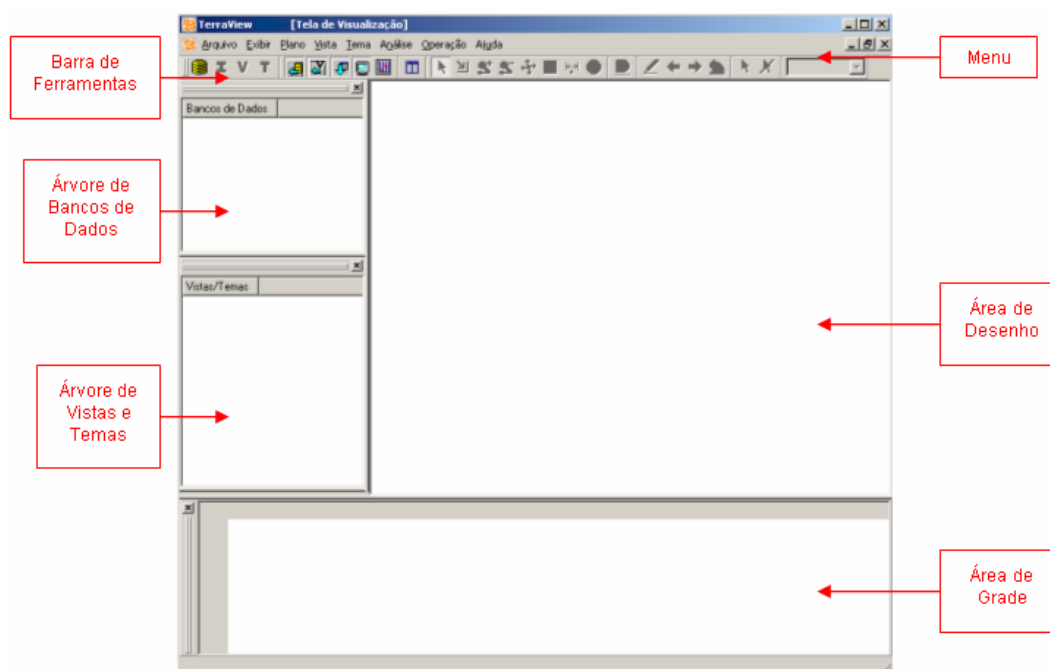 TerraView [Tela de Visualização]
Arquivo Exibir Plano Vista Tema Análise Operação Ajuda
I V T
Barra de
Ferramentas
Menu
Bancos de Dados
Árvore de
Bancos de
Dados
Vistas/Temas
Área de
Desenho
Árvore de
Vistas e
Temas
Área de
Grade